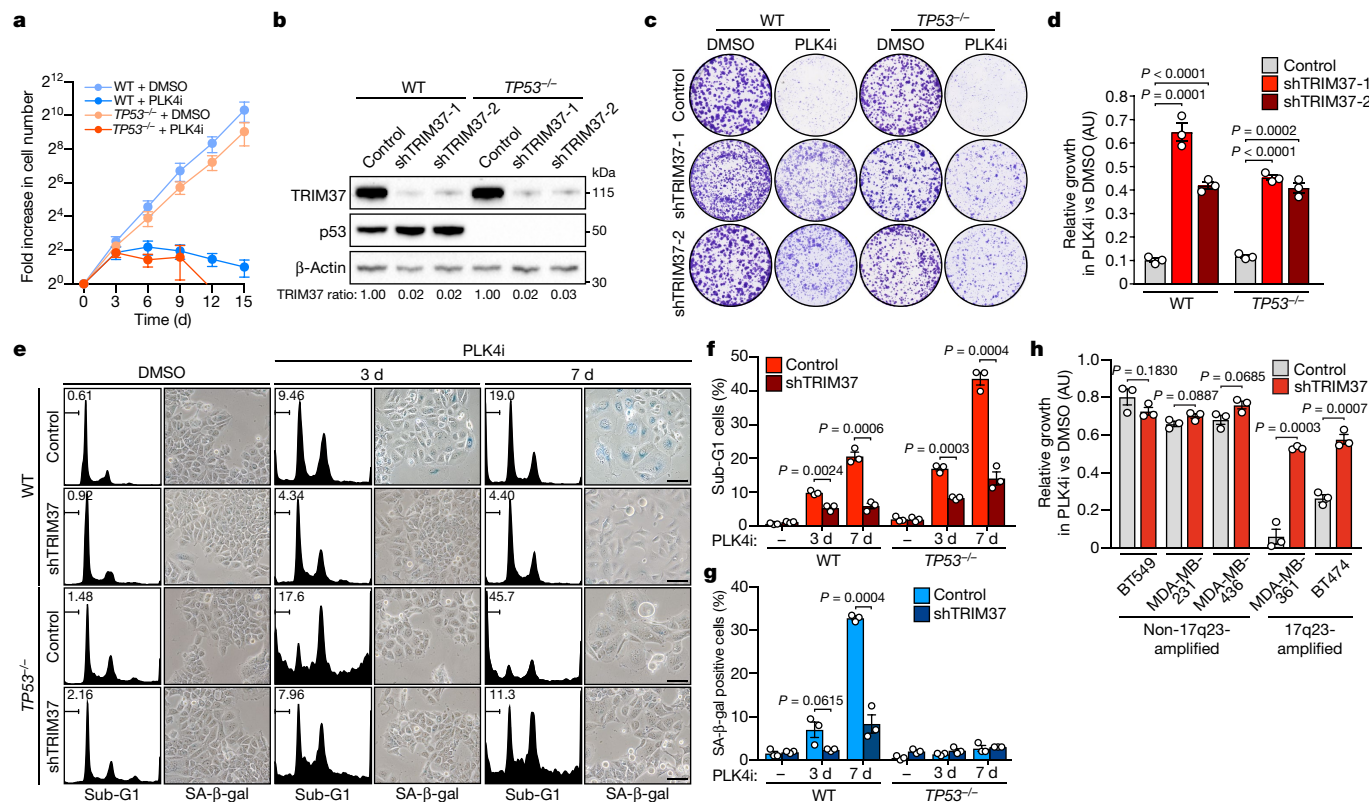 a
Fold increase in cell number
2^12
2^10
2^8
2^6
2^4
2^2
2^0
WT + DMSO
WT + PLK4i
TP53^–/– + DMSO
TP53^–/– + PLK4i
0 3 6 9 12 15
Time (d)
b
WT TP53^–/–
Control shTRIM37-1 shTRIM37-2 Control shTRIM37-1 shTRIM37-2
kDa
TRIM37 115
p53 50
β-Actin
30
TRIM37 ratio: 1.00 0.02 0.02 1.00 0.02 0.03
c
WT TP53^–/–
DMSO PLK4i DMSO PLK4i
Control
shTRIM37-1
shTRIM37-2
d
Control
shTRIM37-1
shTRIM37-2
Relative growth
in PLK4i vs DMSO (AU)
P < 0.0001
P = 0.0001
P = 0.0002
P < 0.0001
0.8
0.7
0.6
0.4
0.2
0.1
0
WT TP53^–/–
e
PLK4i
DMSO 3 d 7 d
WT
Control
0.61 9.46 19.0
shTRIM37
0.92 4.34 4.40
TP53^–/–
Control
1.48 17.6 45.7
shTRIM37
2.16 7.96 11.3
Sub-G1 SA-β-gal Sub-G1 SA-β-gal Sub-G1 SA-β-gal
f
Control
shTRIM37
Sub-G1 cells (%)
50
40
30
20
10
0
P = 0.0024
P = 0.0006
P = 0.0003
P = 0.0004
PLK4i: – 3 d 7 d – 3 d 7 d
WT TP53^–/–
g
Control
shTRIM37
SA-β-gal positive cells (%)
40
30
20
10
0
P = 0.0615
P = 0.0004
PLK4i: – 3 d 7 d – 3 d 7 d
WT TP53^–/–
h
Control
shTRIM37
Relative growth
in PLK4i vs DMSO (AU)
1.0
0.8
0.6
0.4
0.2
0
P = 0.1830
P = 0.0887
P = 0.0685
P = 0.0003
P = 0.0007
BT549
MDA-MB-
231
MDA-MB-
436
MDA-MB-
361
BT474
Non-17q23-
amplified
17q23-
amplified